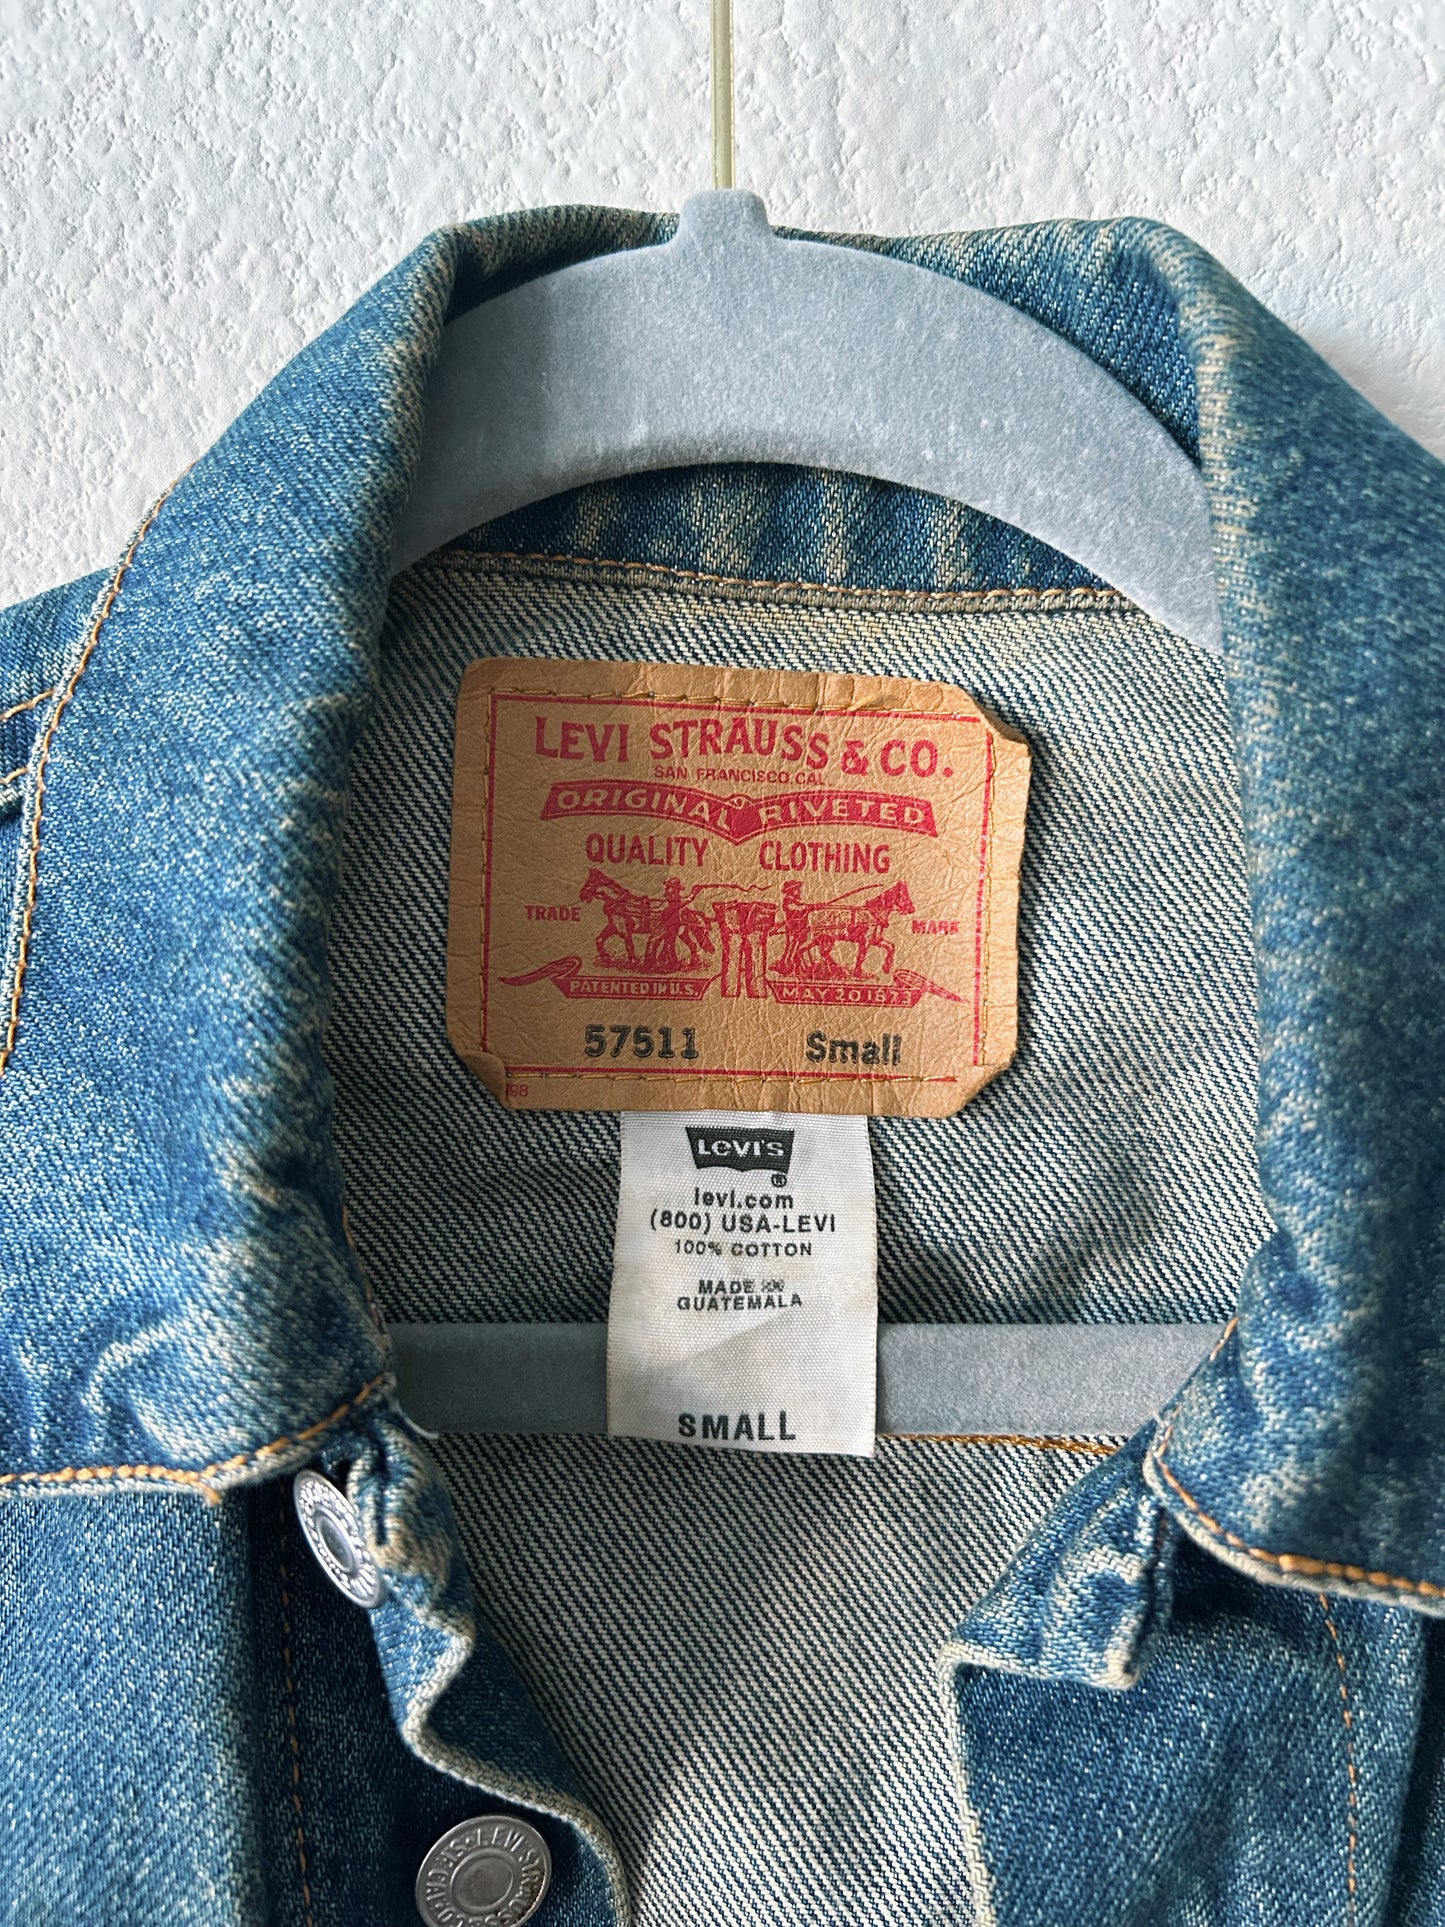 LEVI STRAUSS & CO.
SAN FRANCISCO, CAL
ORIGINAL RIVETED
QUALITY CLOTHING
TRADE MARK
PATENTED IN U.S. MAY 20 1873
57511 Small
/98
LEVI'S
®
levi.com
(800) USA-LEVI
100% COTTON
MADE
GUATEMALA
SMALL
LEVI STRAUSS